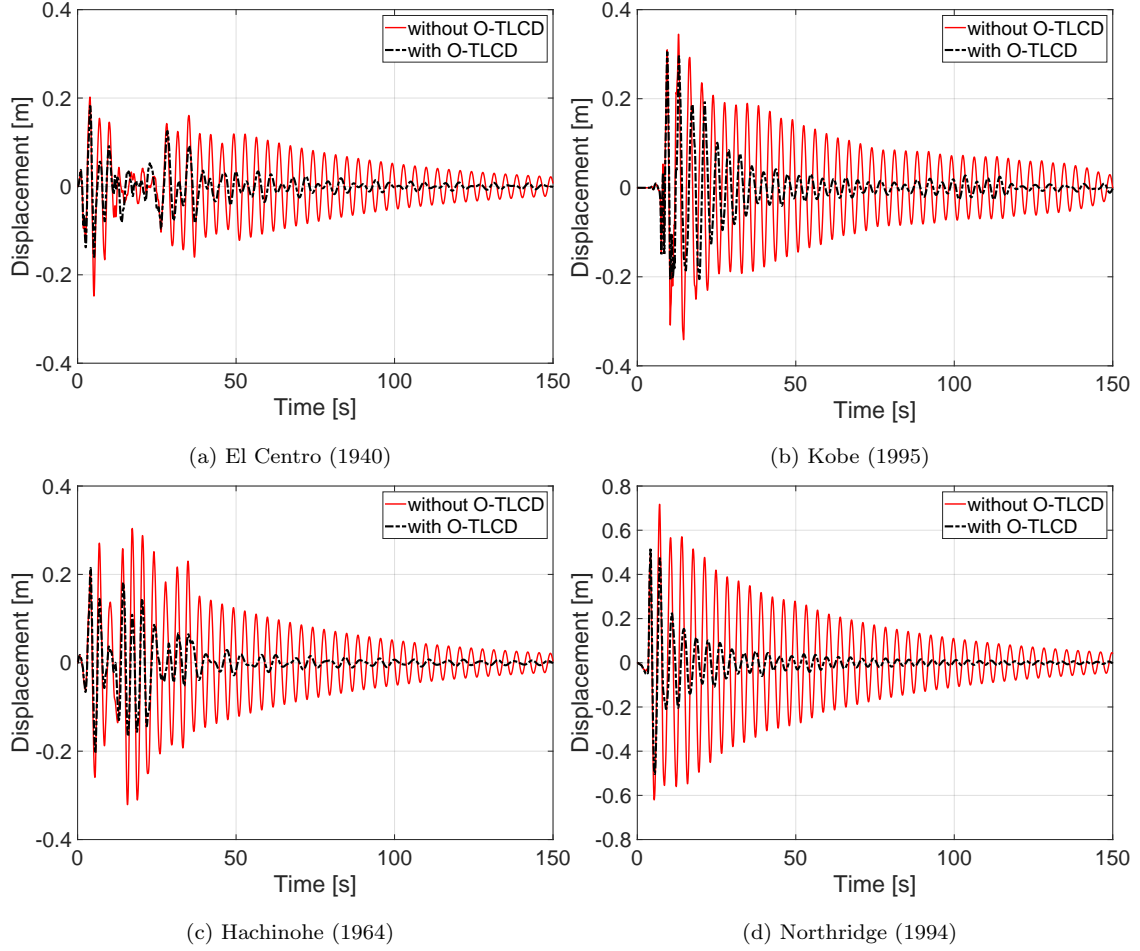 0.4
0.2
0
-0.2
-0.4
Displacement [m]
without O-TLCD
with O-TLCD
0
50
100
150
Time [s]
(a) El Centro (1940)
0.4
0.2
0
-0.2
-0.4
Displacement [m]
without O-TLCD
with O-TLCD
0
50
100
150
Time [s]
(b) Kobe (1995)
0.4
0.2
0
-0.2
-0.4
Displacement [m]
without O-TLCD
with O-TLCD
0
50
100
150
Time [s]
(c) Hachinohe (1964)
0.8
0.6
0.4
0.2
0
-0.2
-0.4
-0.6
-0.8
Displacement [m]
without O-TLCD
with O-TLCD
0
50
100
150
Time [s]
(d) Northridge (1994)